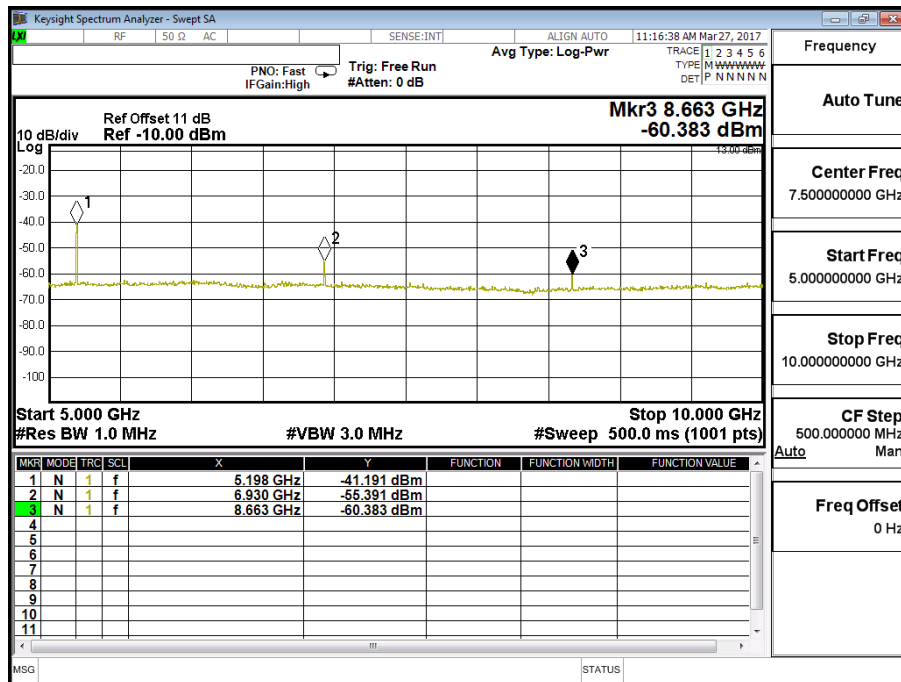 Keysight Spectrum Analyzer - Swept SA
LXI RF 50 Ω AC SENSE:INT ALIGN AUTO 11:16:38 AM Mar 27, 2017
Avg Type: Log-Pwr TRACE 1 2 3 4 5 6
PNO: Fast Trig: Free Run TYPE M WWWWW
IFGain:High #Atten: 0 dB DET P N N N N N
Frequency
Auto Tune
Center Freq
7.500000000 GHz
Start Freq
5.000000000 GHz
Stop Freq
10.000000000 GHz
CF Step
500.000000 MHz
Auto Man
Freq Offset
0 Hz
Mkr3 8.663 GHz
-60.383 dBm
Ref Offset 11 dB
10 dB/div Ref -10.00 dBm
Log
-13.00 dBm
-20.0
-30.0
-40.0
-50.0
-60.0
-70.0
-80.0
-90.0
-100
1
2
3
Start 5.000 GHz Stop 10.000 GHz
#Res BW 1.0 MHz #VBW 3.0 MHz #Sweep 500.0 ms (1001 pts)
MKR MODE TRC SCL X Y FUNCTION FUNCTION WIDTH FUNCTION VALUE
1 N 1 f 5.198 GHz -41.191 dBm
2 N 1 f 6.930 GHz -55.391 dBm
3 N 1 f 8.663 GHz -60.383 dBm
4
5
6
7
8
9
10
11
MSG STATUS